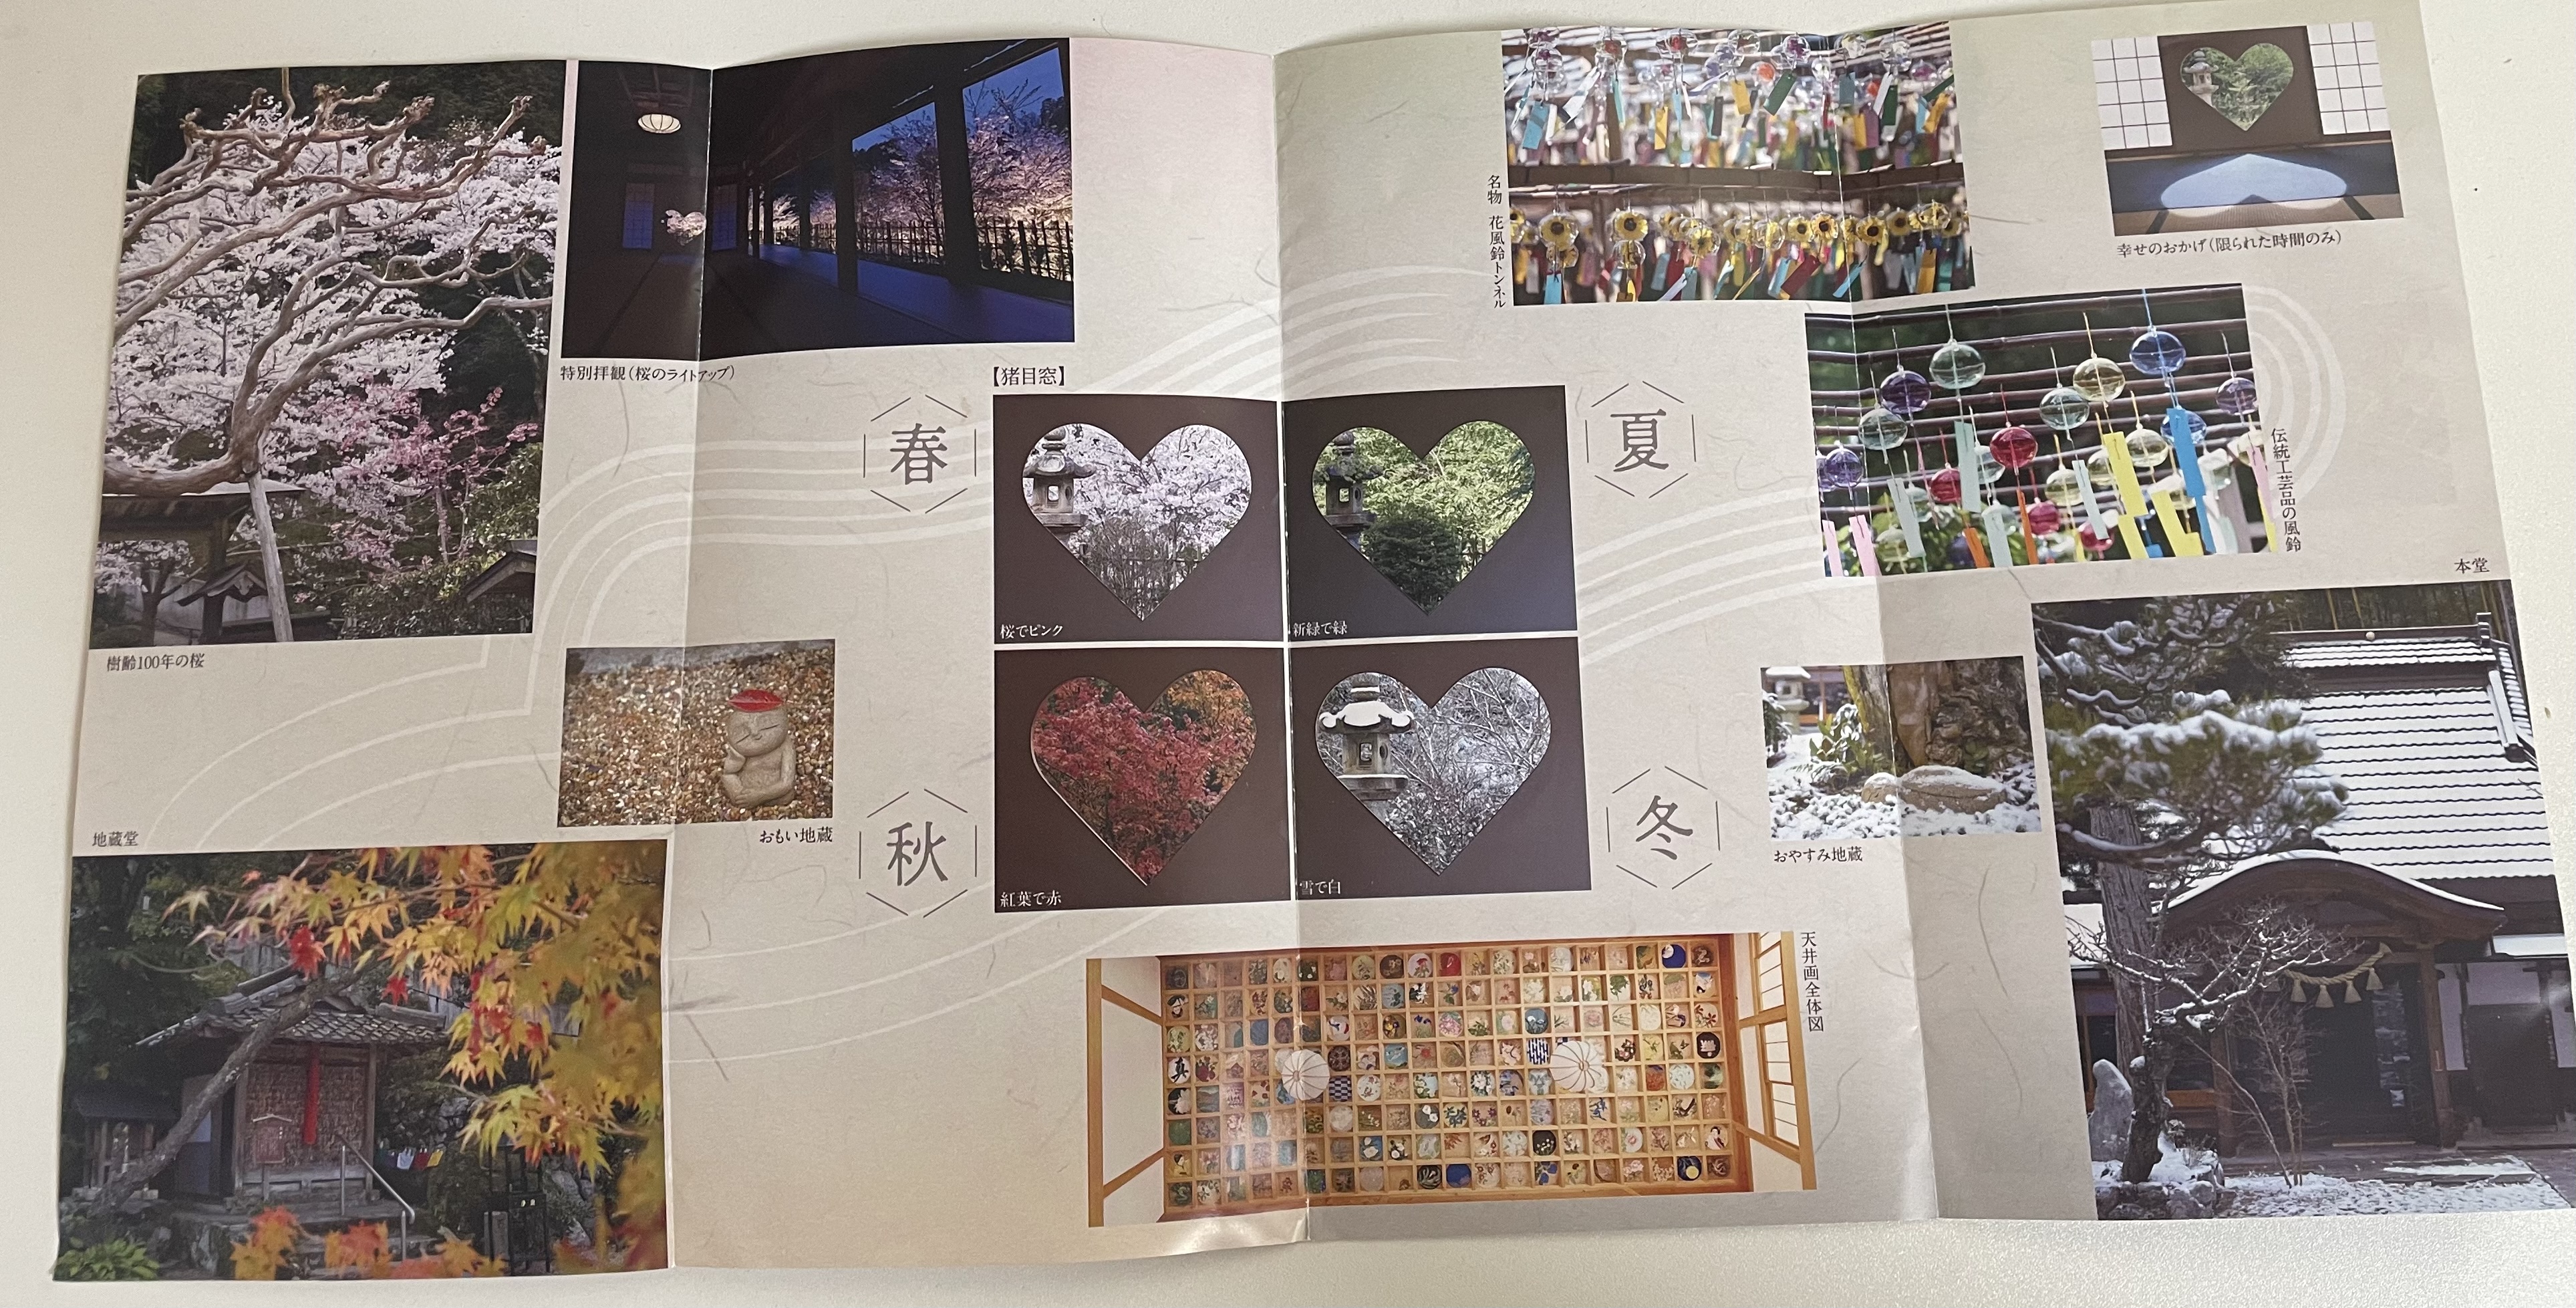 樹齢100年の桜
特別拝観(桜のライトアップ)
春
【猪目窓】
桜でピンク
新緑で緑
紅葉で赤
雪で白
夏
名物 花風鈴トンネル
幸せのおかげ(限られた時間のみ)
伝統工芸品の風鈴
地蔵堂
おもい地蔵
秋
冬
おやすみ地蔵
本堂
天井画全体図